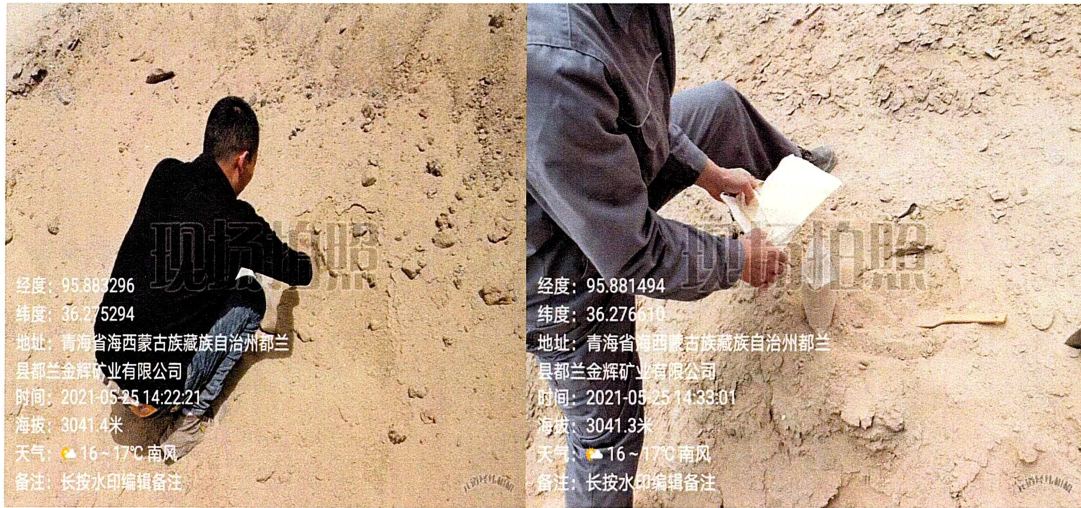 现场拍照
经度：95.883296
纬度：36.275294
地址：青海省海西蒙古族藏族自治州都兰
县都兰金辉矿业有限公司
时间：2021-05-25 14:22:21
海拔：3041.4米
天气：16～17℃ 南风
备注：长按水印编辑备注
现场拍照
经度：95.881494
纬度：36.276610
地址：青海省海西蒙古族藏族自治州都兰
县都兰金辉矿业有限公司
时间：2021-05-25 14:33:01
海拔：3041.3米
天气：16～17℃ 南风
备注：长按水印编辑备注